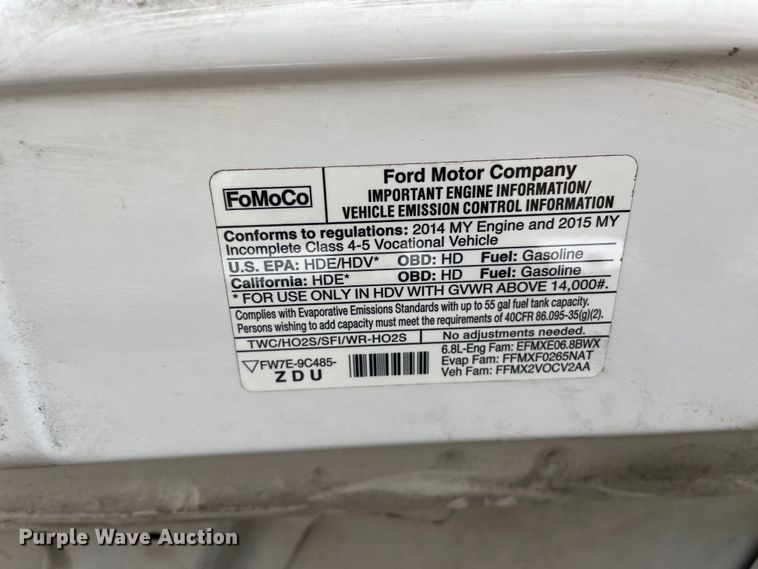 FoMoCo
Ford Motor Company
IMPORTANT ENGINE INFORMATION/
VEHICLE EMISSION CONTROL INFORMATION
Conforms to regulations: 2014 MY Engine and 2015 MY
Incomplete Class 4-5 Vocational Vehicle
U.S. EPA: HDE/HDV* OBD: HD Fuel: Gasoline
California: HDE* OBD: HD Fuel: Gasoline
* FOR USE ONLY IN HDV WITH GVWR ABOVE 14,000#.
Complies with Evaporative Emissions Standards with up to 55 gal fuel tank capacity.
Persons wishing to add capacity must meet the requirements of 40CFR 86.095-35(g)(2).
TWC/HO2S/SFI/WR-HO2S
No adjustments needed.
FW7E-9C485-
ZDU
6.8L-Eng Fam: EFMXE06.8BWX
Evap Fam: FFMXF0265NAT
Veh Fam: FFMX2VOCV2AA
Purple Wave Auction